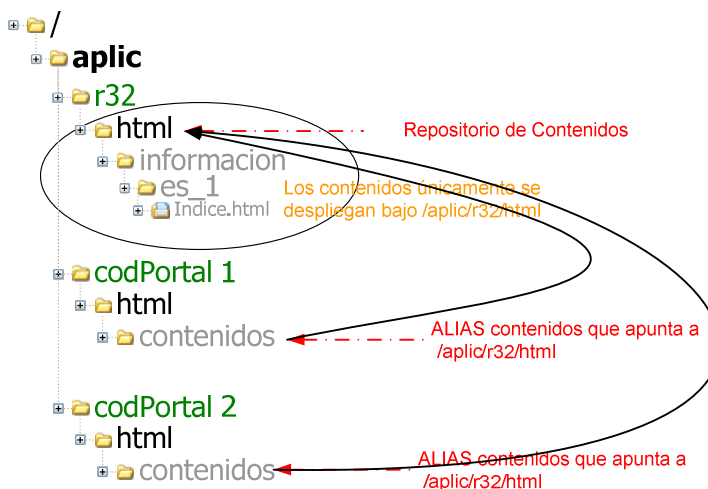 /
aplic
r32
html
Repositorio de Contenidos
informacion
es_1
Indice.html
Los contenidos únicamente se
despliegan bajo /aplic/r32/html
codPortal 1
html
contenidos
ALIAS contenidos que apunta a
/aplic/r32/html
codPortal 2
html
contenidos
ALIAS contenidos que apunta a
/aplic/r32/html